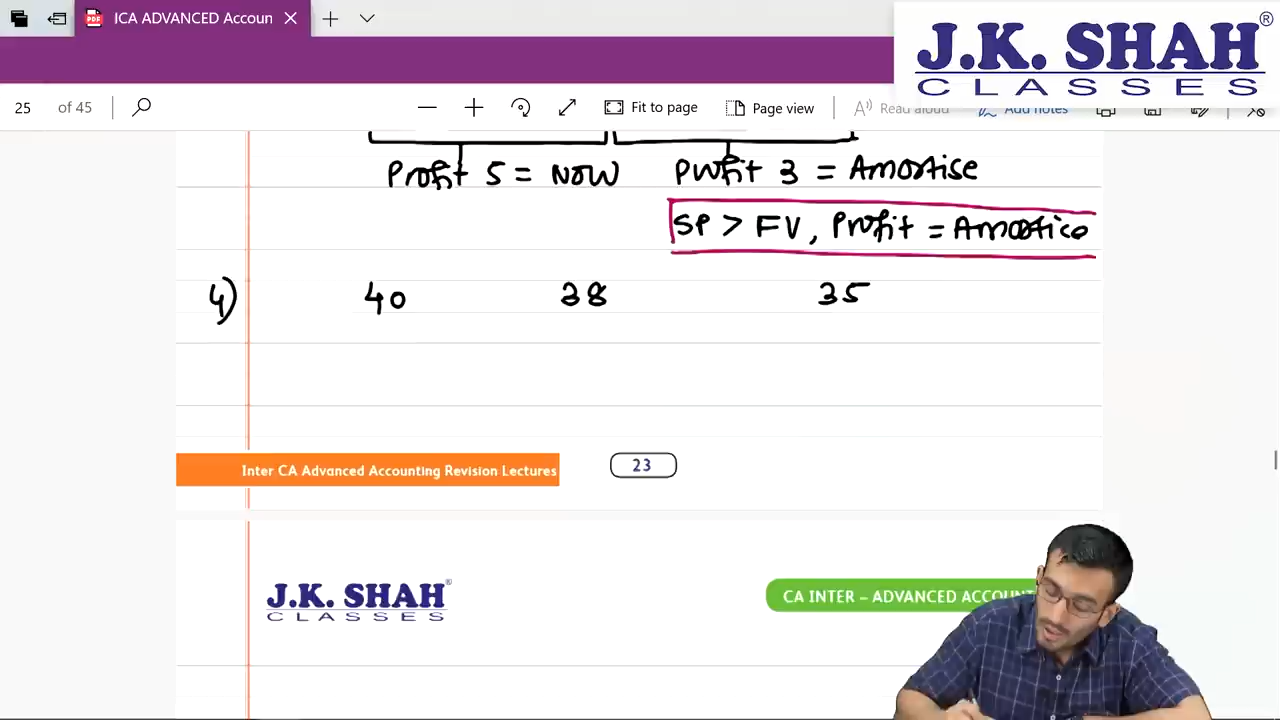 ICA ADVANCED Accoun
J.K. SHAH®
CLASSES
25 of 45
Fit to page
Page view
Read aloud
Add notes
Profit 5 = Now Profit 3 = Amortise
SP > FV, Profit = Amortise
4) 40 38 35
Inter CA Advanced Accounting Revision Lectures
23
J.K. SHAH®
CLASSES
CA INTER – ADVANCED ACCOUNT